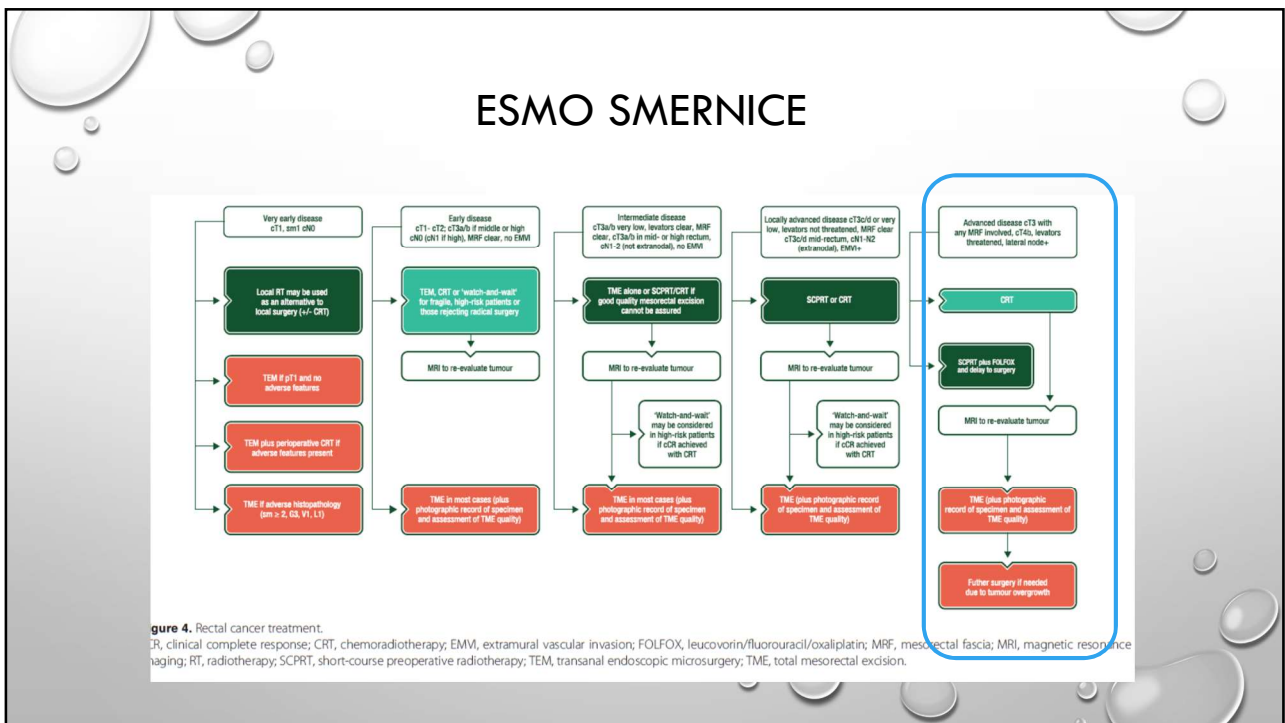 ESMO SMERNICE
Very early disease
cT1, sm1 cN0
Local RT may be used
as an alternative to
local surgery (+/- CRT)
TEM if pT1 and no
adverse features
TEM plus perioperative CRT if
adverse features present
TME if adverse histopathology
(sm ≥ 2, G3, V1, L1)
Early disease
cT1- cT2; cT3a/b if middle or high
cN0 (cN1 if high), MRF clear, no EMVI
TEM, CRT or 'watch-and-wait'
for fragile, high-risk patients or
those rejecting radical surgery
MRI to re-evaluate tumour
TME in most cases (plus
photographic record of specimen
and assessment of TME quality)
Intermediate disease
cT3a/b very low, levators clear, MRF
clear, cT3a/b in mid- or high rectum,
cN1-2 (not extranodal), no EMVI
TME alone or SCPRT/CRT if
good quality mesorectal excision
cannot be assured
MRI to re-evaluate tumour
'Watch-and-wait'
may be considered
in high-risk patients
if cCR achieved
with CRT
TME in most cases (plus
photographic record of specimen
and assessment of TME quality)
Locally advanced disease cT3c/d or very
low, levators not threatened, MRF clear
cT3c/d mid-rectum, cN1-N2
(extranodal), EMVI+
SCPRT or CRT
MRI to re-evaluate tumour
'Watch-and-wait'
may be considered
in high-risk patients
if cCR achieved
with CRT
TME (plus photographic record
of specimen and assessment of
TME quality)
Advanced disease cT3 with
any MRF involved, cT4b, levators
threatened, lateral node+
CRT
SCPRT plus FOLFOX
and delay to surgery
MRI to re-evaluate tumour
TME (plus photographic
record of specimen and assessment of
TME quality)
Futher surgery if needed
due to tumour overgrowth
gure 4. Rectal cancer treatment.
CR, clinical complete response; CRT, chemoradiotherapy; EMVI, extramural vascular invasion; FOLFOX, leucovorin/fluorouracil/oxaliplatin; MRF, mesorectal fascia; MRI, magnetic resonance
aging; RT, radiotherapy; SCPRT, short-course preoperative radiotherapy; TEM, transanal endoscopic microsurgery; TME, total mesorectal excision.